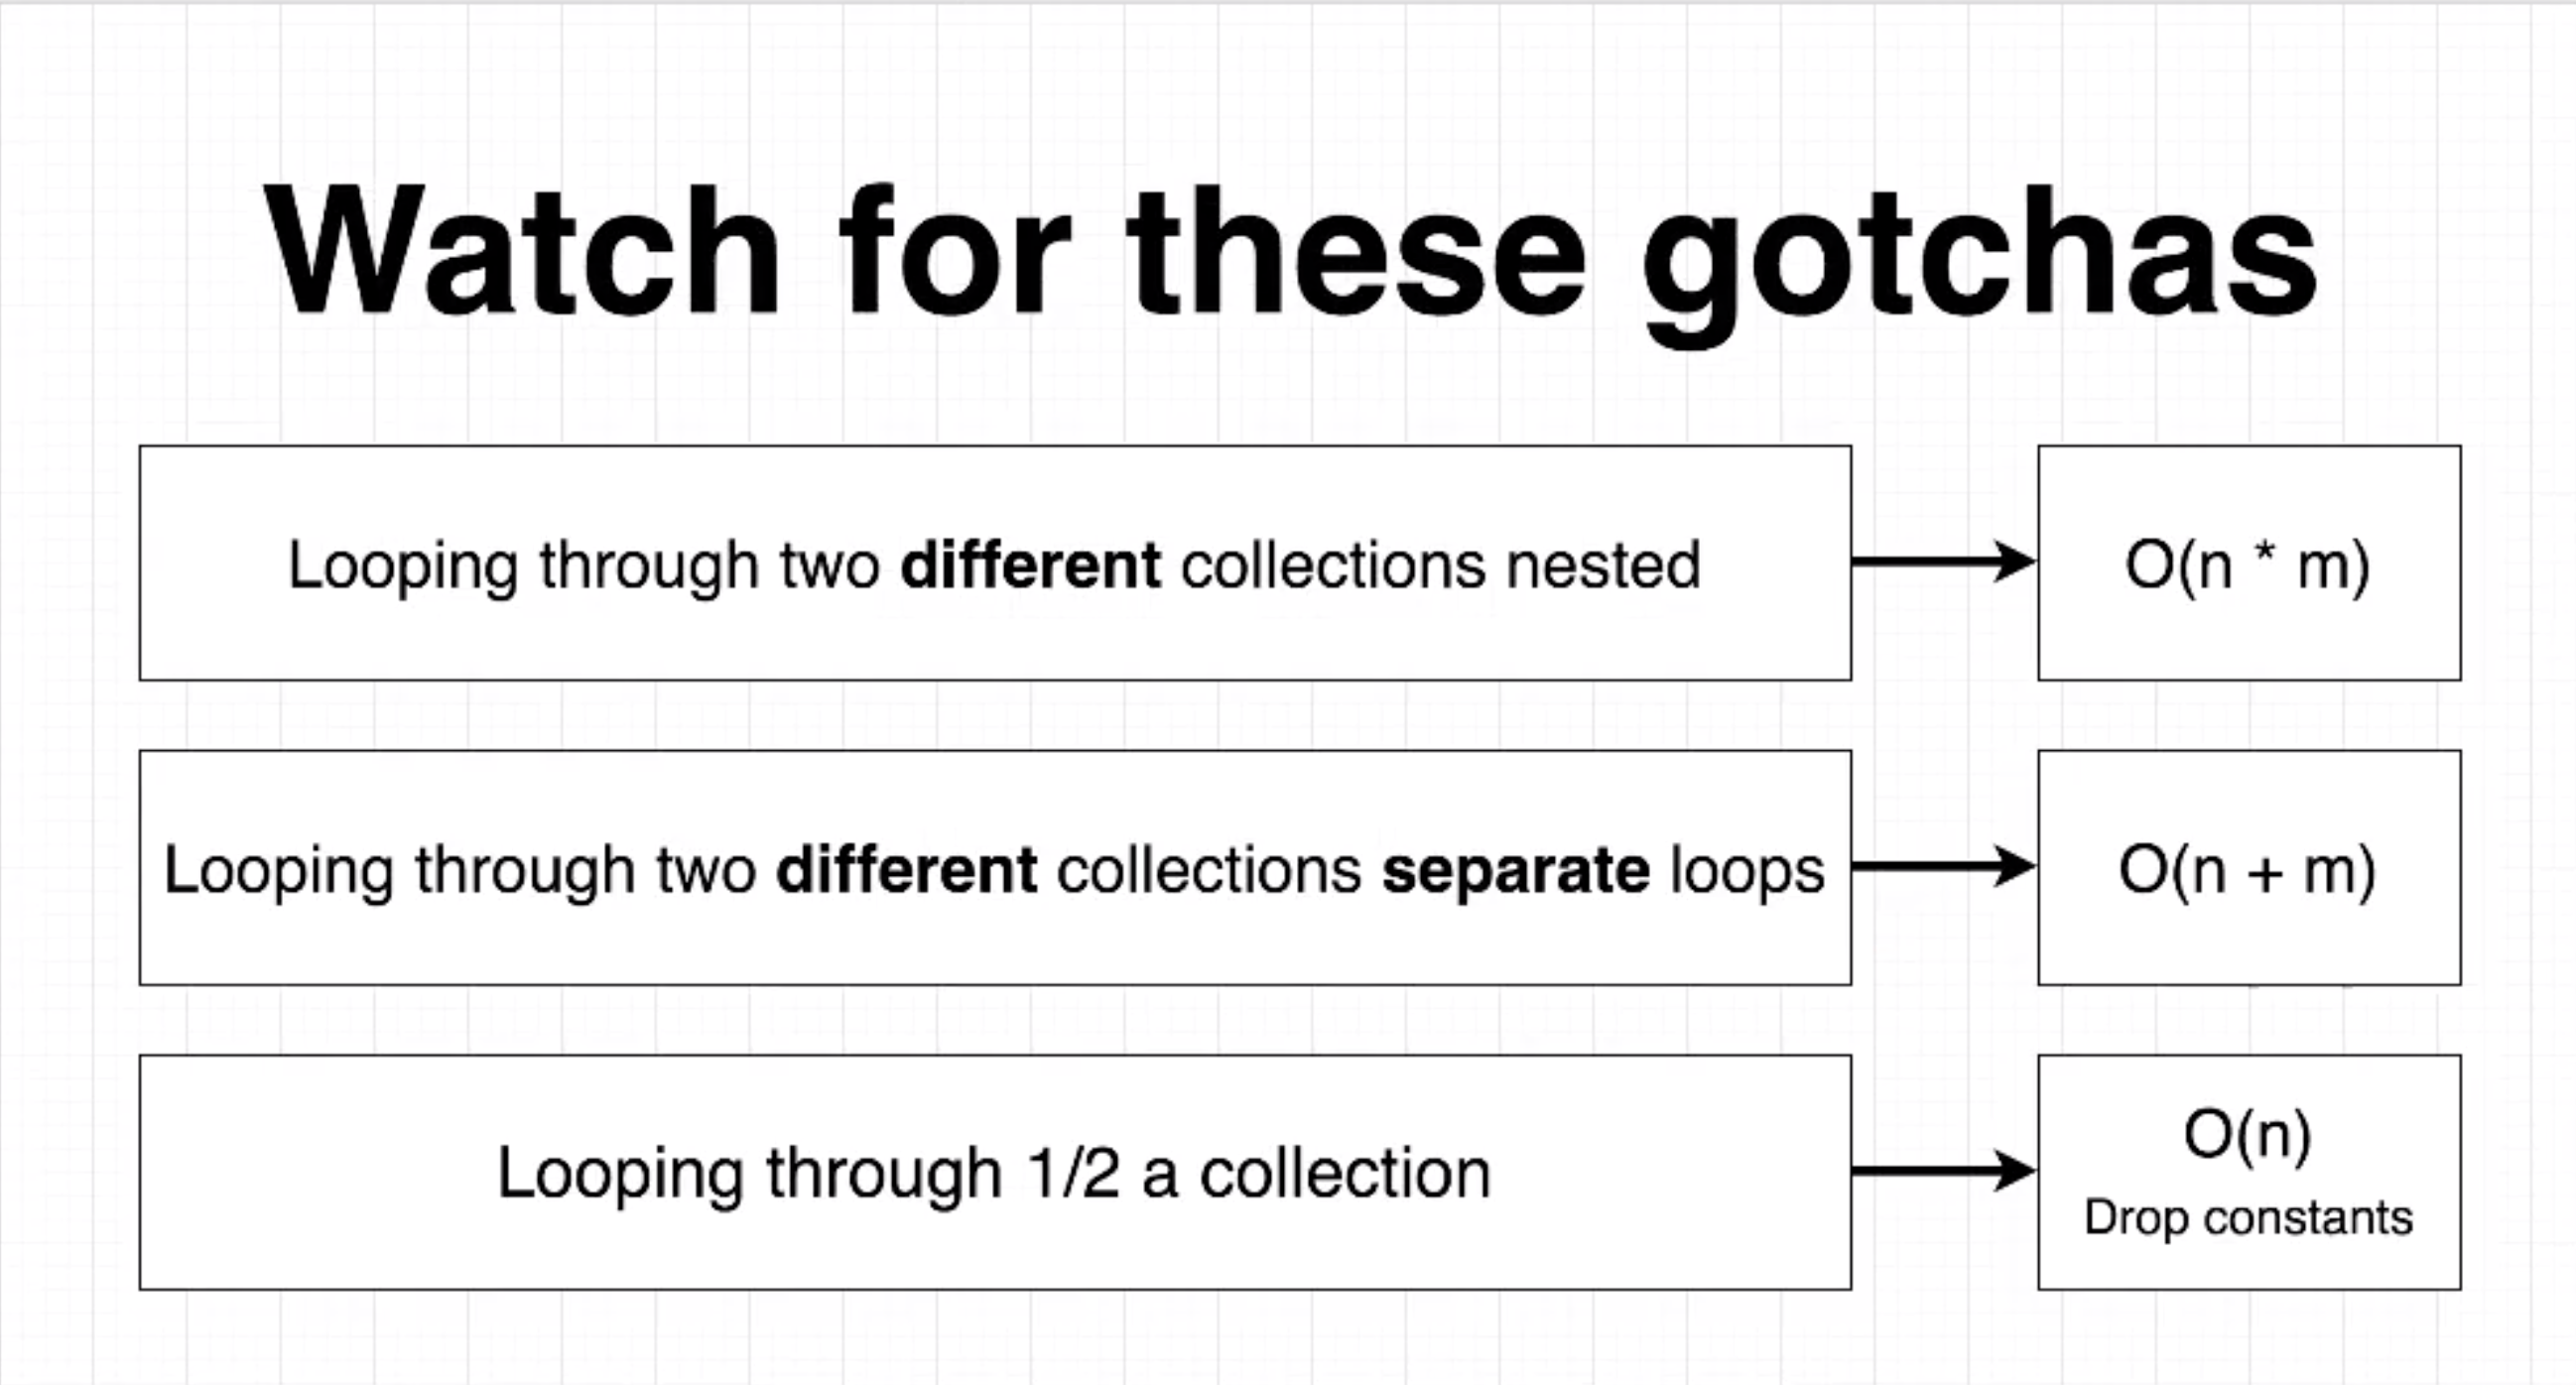 Watch for these gotchas
Looping through two different collections nested
O(n * m)
Looping through two different collections separate loops
O(n + m)
Looping through 1/2 a collection
O(n)
Drop constants